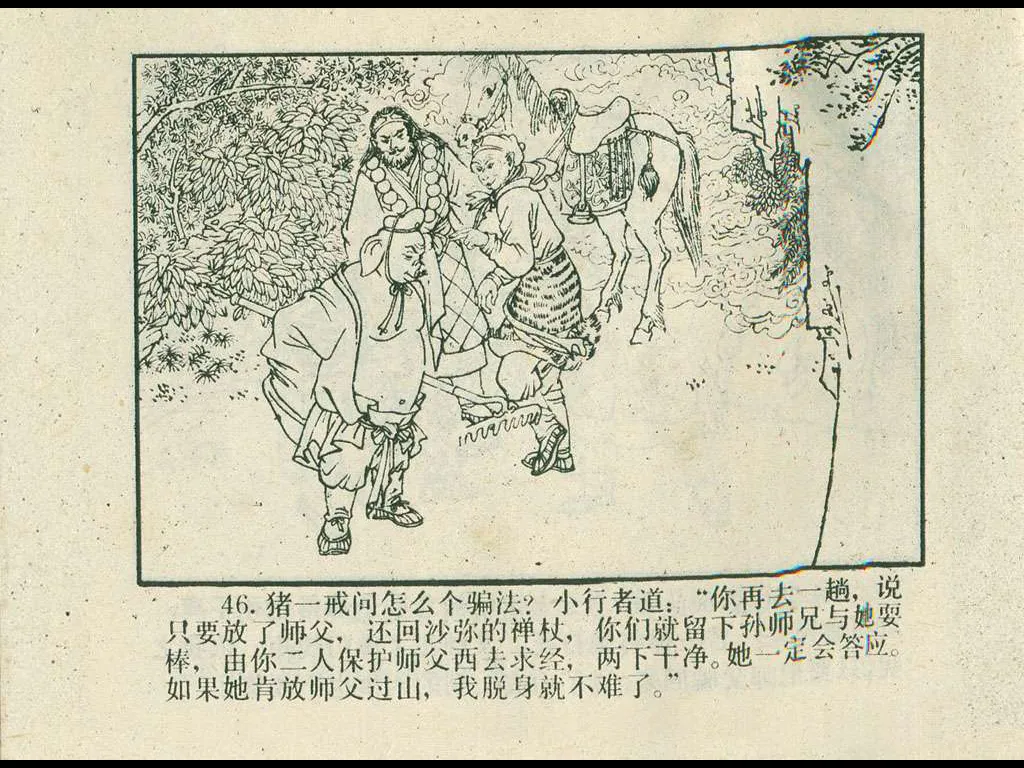 46. 猪一戒问怎么个骗法？小行者道：“你再去一趟，说
只要放了师父，还回沙弥的禅杖，你们就留下孙师兄与她耍
棒，由你二人保护师父西去求经，两下干净。她一定会答应。
如果她肯放师父过山，我脱身就不难了。”